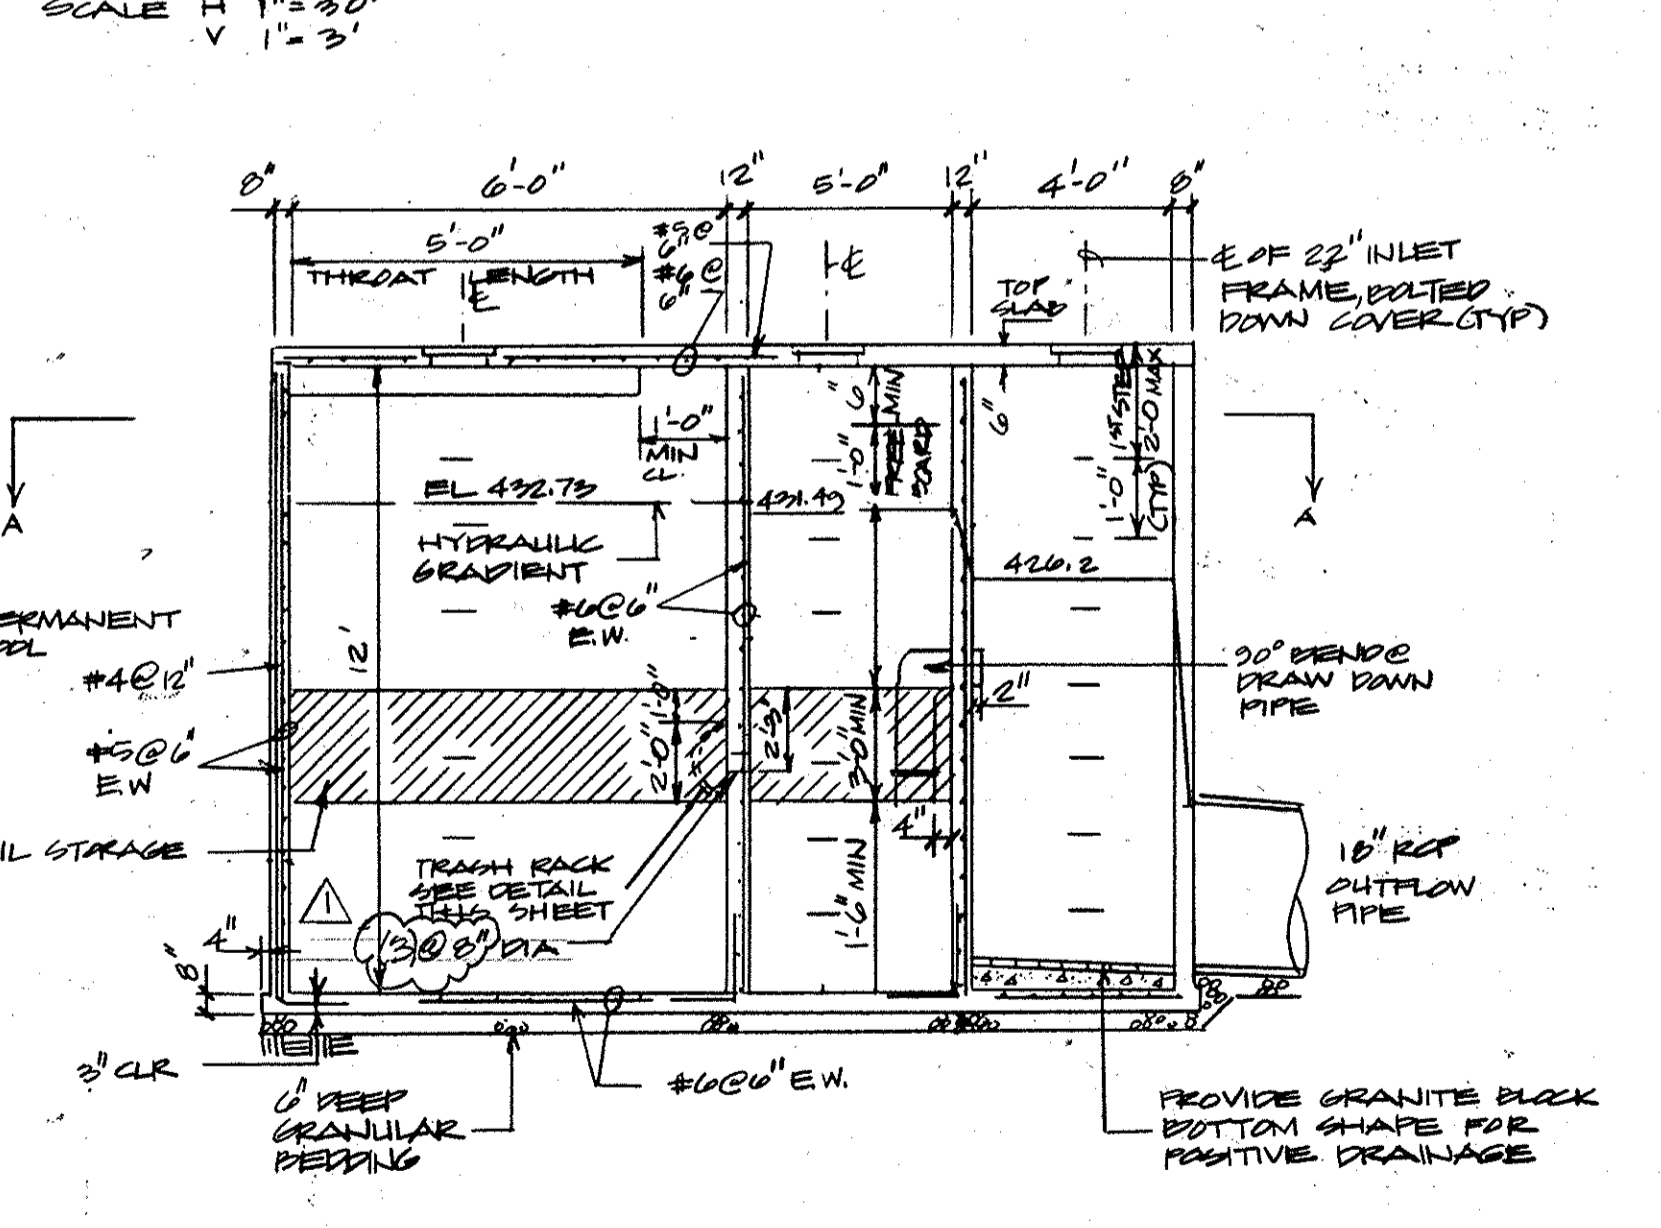 SCALE H 1"=30'
V 1"=3'
8" 6'-0" 12" 5'-0" 12" 4'-0" 8"
5'-0"
THROAT LENGTH
℄
#5@
6"
#6@
6"
℄
TOP
SLAB
℄ OF 22" INLET
FRAME, BOLTED
DOWN COVER (TYP)
1'-0"
MIN
CL.
6" MIN
1'-0"
FREE
BOARD
6"
1ST STEP
2'-0 MAX
1'-0"
(TYP)
A
A
EL 432.73
431.49
HYDRAULIC
GRADIENT
426.2
#6@6"
E.W.
12'
ERMANENT
OOL
#4@12"
#5@6"
E.W
90° BEND@
DRAW DOWN
PIPE
2"
1'-0"
2'-0"
2'-3"
3'-0" MIN
4"
1'-6" MIN
IL STORAGE
TRASH RACK
SEE DETAIL
THIS SHEET
1
(3)@8" DIA
18" RCP
OUTFLOW
PIPE
4"
8"
3" CLR
6" DEEP
GRANULAR
BEDDING
#6@6" E.W.
PROVIDE GRANITE BLOCK
BOTTOM SHAPE FOR
POSITIVE DRAINAGE